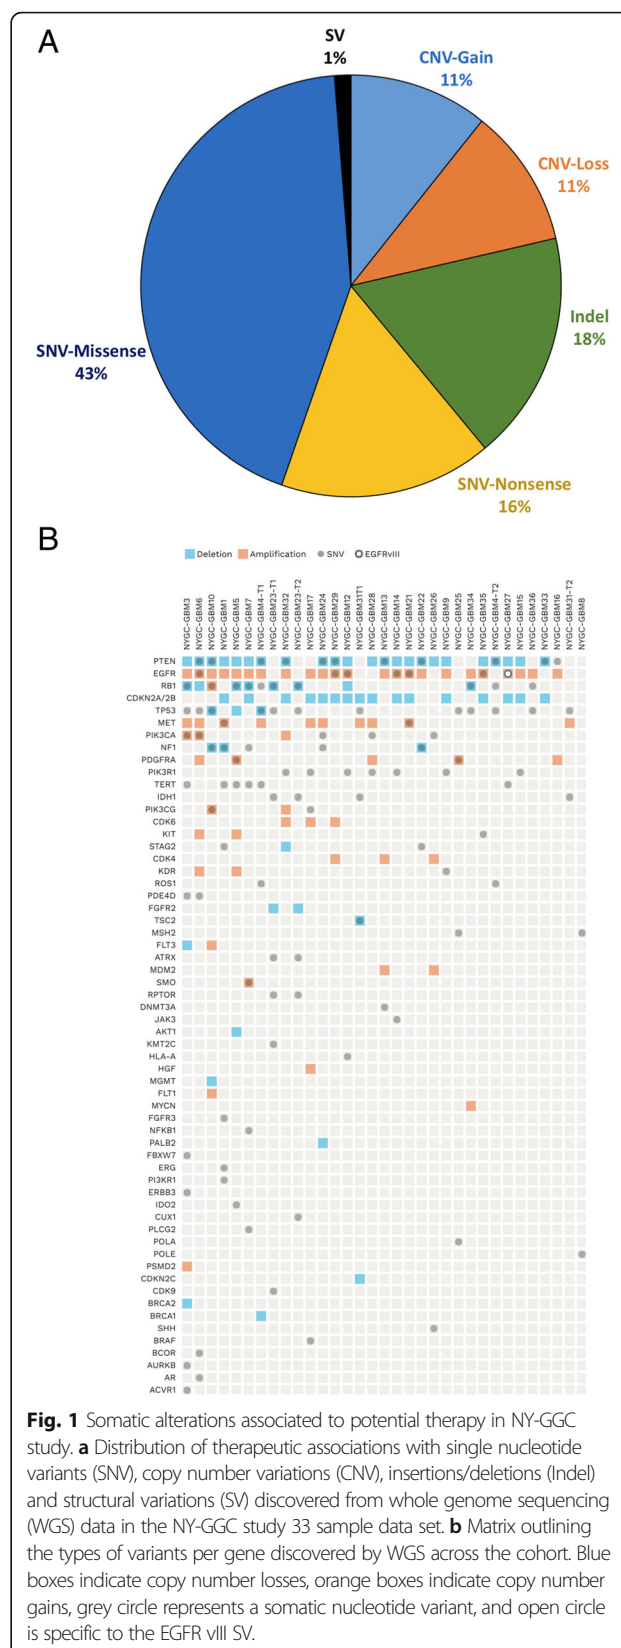 A
SV
1%
CNV-Gain
11%
CNV-Loss
11%
Indel
18%
SNV-Missense
43%
SNV-Nonsense
16%
B
Deletion Amplification SNV EGFRvIII
NYGC-GBM3
NYGC-GBM6
NYGC-GBM10
NYGC-GBM1
NYGC-GBM5
NYGC-GBM7
NYGC-GBM4-T1
NYGC-GBM23-T1
NYGC-GBM32
NYGC-GBM23-T2
NYGC-GBM17
NYGC-GBM24
NYGC-GBM29
NYGC-GBM12
NYGC-GBM31T1
NYGC-GBM28
NYGC-GBM13
NYGC-GBM14
NYGC-GBM21
NYGC-GBM22
NYGC-GBM26
NYGC-GBM9
NYGC-GBM25
NYGC-GBM34
NYGC-GBM35
NYGC-GBM4-T2
NYGC-GBM27
NYGC-GBM15
NYGC-GBM36
NYGC-GBM33
NYGC-GBM16
NYGC-GBM31-T2
NYGC-GBM8
PTEN
EGFR
RB1
CDKN2A/2B
TP53
MET
PIK3CA
NF1
PDGFRA
PIK3R1
TERT
IDH1
PIK3CG
CDK6
KIT
STAG2
CDK4
KDR
ROS1
PDE4D
FGFR2
TSC2
MSH2
FLT3
ATRX
MDM2
SMO
RPTOR
DNMT3A
JAK3
AKT1
KMT2C
HLA-A
HGF
MGMT
FLT1
MYCN
FGFR3
NFKB1
PALB2
FBXW7
ERG
PI3KR1
ERBB3
IDO2
CUX1
PLCG2
POLA
POLE
PSMD2
CDKN2C
CDK9
BRCA2
BRCA1
SHH
BRAF
BCOR
AURKB
AR
ACVR1
Fig. 1 Somatic alterations associated to potential therapy in NY-GGC
study. a Distribution of therapeutic associations with single nucleotide
variants (SNV), copy number variations (CNV), insertions/deletions (Indel)
and structural variations (SV) discovered from whole genome sequencing
(WGS) data in the NY-GGC study 33 sample data set. b Matrix outlining
the types of variants per gene discovered by WGS across the cohort. Blue
boxes indicate copy number losses, orange boxes indicate copy number
gains, grey circle represents a somatic nucleotide variant, and open circle
is specific to the EGFR vIII SV.